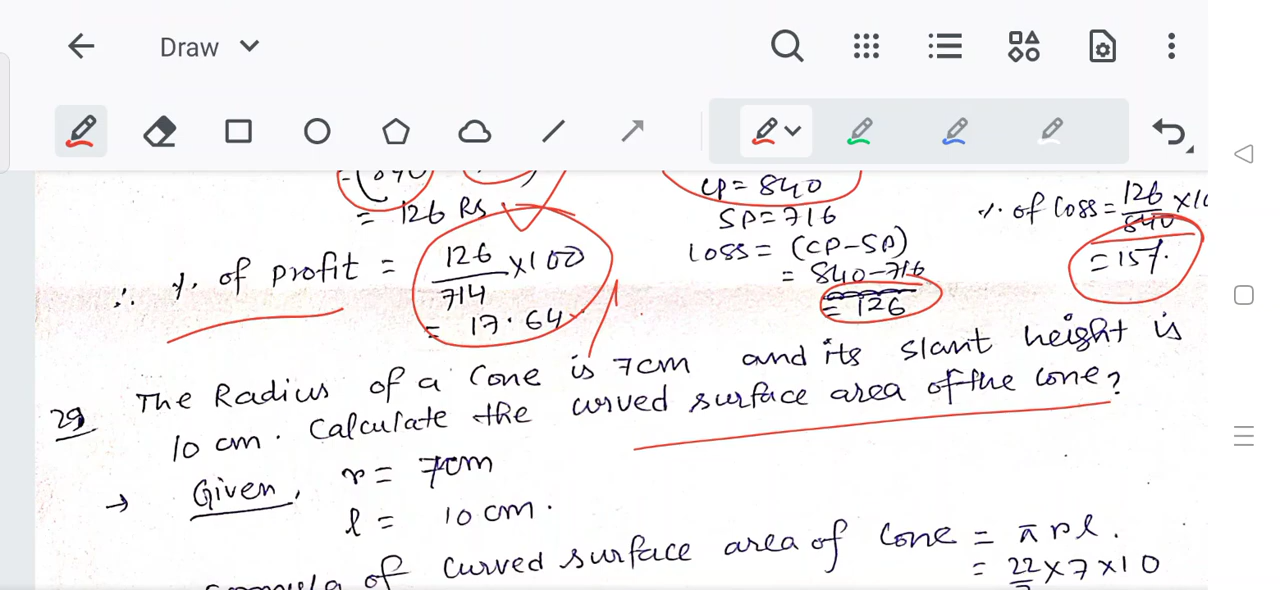 Draw
= 126 RS
∴ %. of profit = 126/714 ×100
= 17.64
CP = 840
SP = 716
Loss = (CP-SP)
= 840-716
= 126
%. of Loss = 126/840 ×10
= 15%.
29 The Radius of a Cone is 7cm and its slant height is
10 cm. Calculate the curved surface area of the cone?
→ Given, r = 7cm
l = 10 cm.
of curved surface area of Cone = πrl.
= 22/7 ×7×10